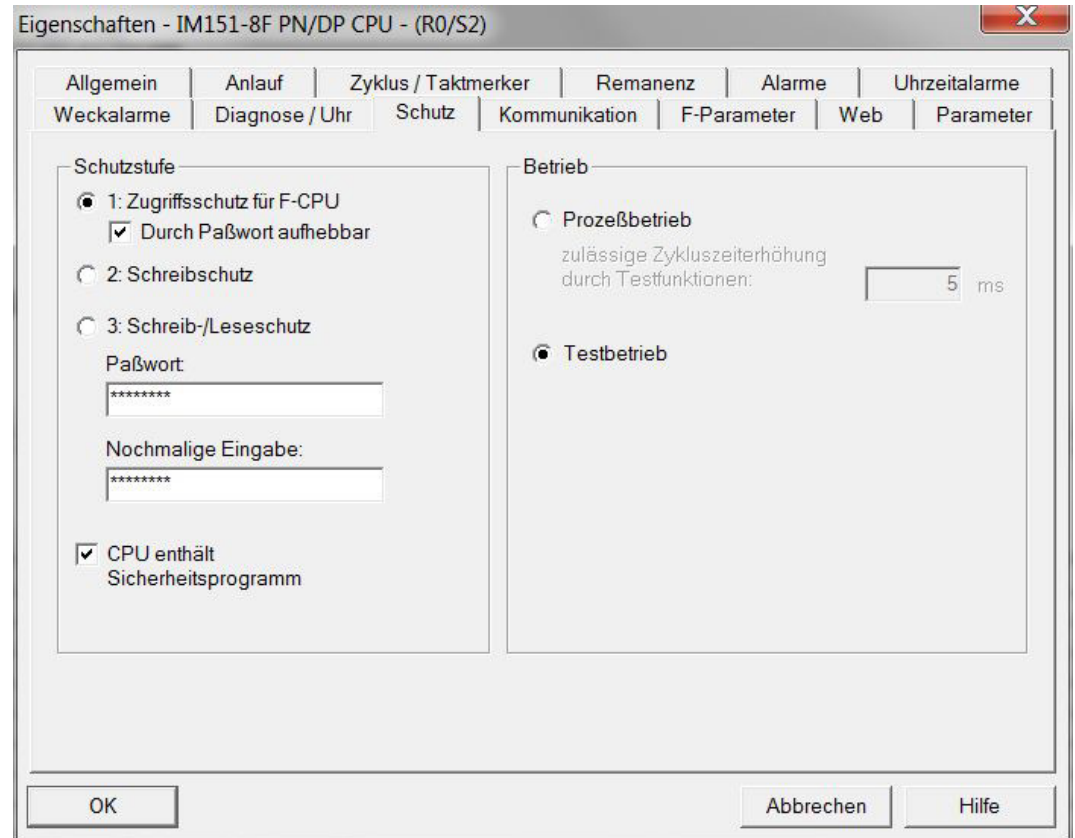 Eigenschaften - IM151-8F PN/DP CPU - (R0/S2)
X
Allgemein
Anlauf
Zyklus / Taktmerker
Remanenz
Alarme
Uhrzeitalarme
Weckalarme
Diagnose / Uhr
Schutz
Kommunikation
F-Parameter
Web
Parameter
Schutzstufe
1: Zugriffsschutz für F-CPU
Durch Paßwort aufhebbar
2: Schreibschutz
3: Schreib-/Leseschutz
Paßwort:
********
Nochmalige Eingabe:
********
CPU enthält
Sicherheitsprogramm
Betrieb
Prozeßbetrieb
zulässige Zykluszeiterhöhung
durch Testfunktionen:
5 ms
Testbetrieb
OK
Abbrechen
Hilfe